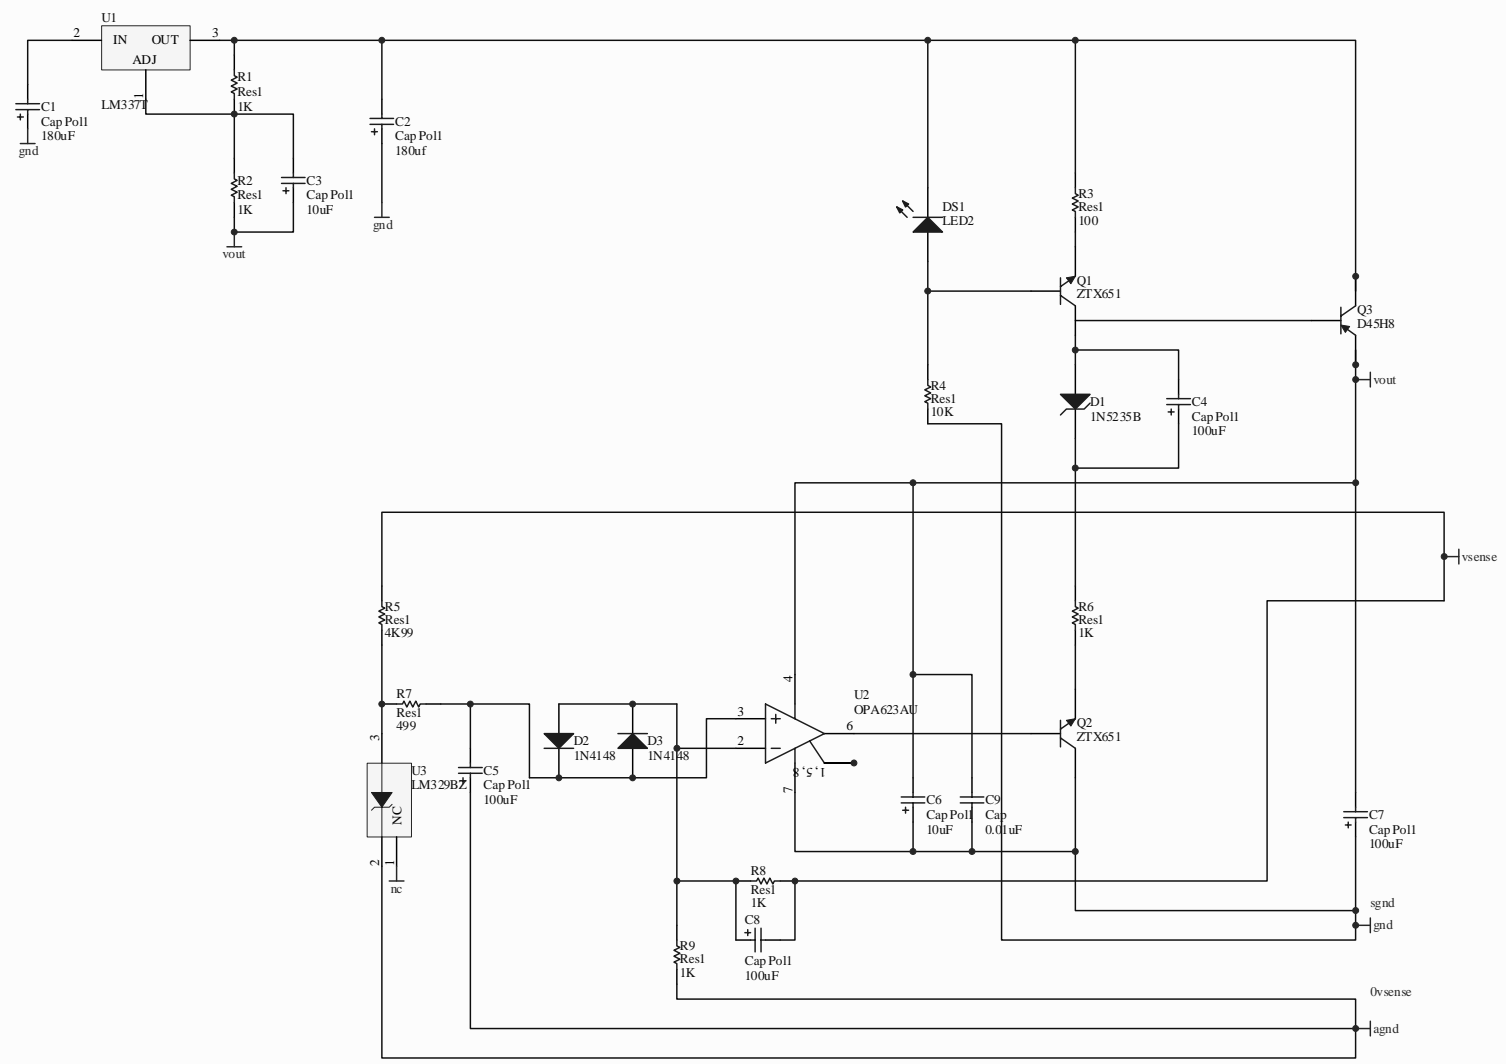 U1
2
IN
OUT
3
ADJ
1
LM337T
R1
Res1
1K
C1
Cap Pol1
180uF
gnd
C2
Cap Pol1
180uf
gnd
R2
Res1
1K
C3
Cap Pol1
10uF
vout
DS1
LED2
R3
Res1
100
Q1
ZTX651
Q3
D45H8
vout
R4
Res1
10K
D1
1N5235B
C4
Cap Pol1
100uF
vsense
R5
Res1
4K99
R6
Res1
1K
R7
Res1
499
4
U2
OPA623AU
3
2
6
1,5,8
7
D2
1N4148
D3
1N4148
Q2
ZTX651
3
U3
LM329BZ
NC
2
1
nc
C5
Cap Pol1
100uF
C6
Cap Pol1
10uF
C9
Cap
0.01uF
C7
Cap Pol1
100uF
R8
Res1
1K
C8
Cap Pol1
100uF
R9
Res1
1K
sgnd
gnd
0vsense
agnd